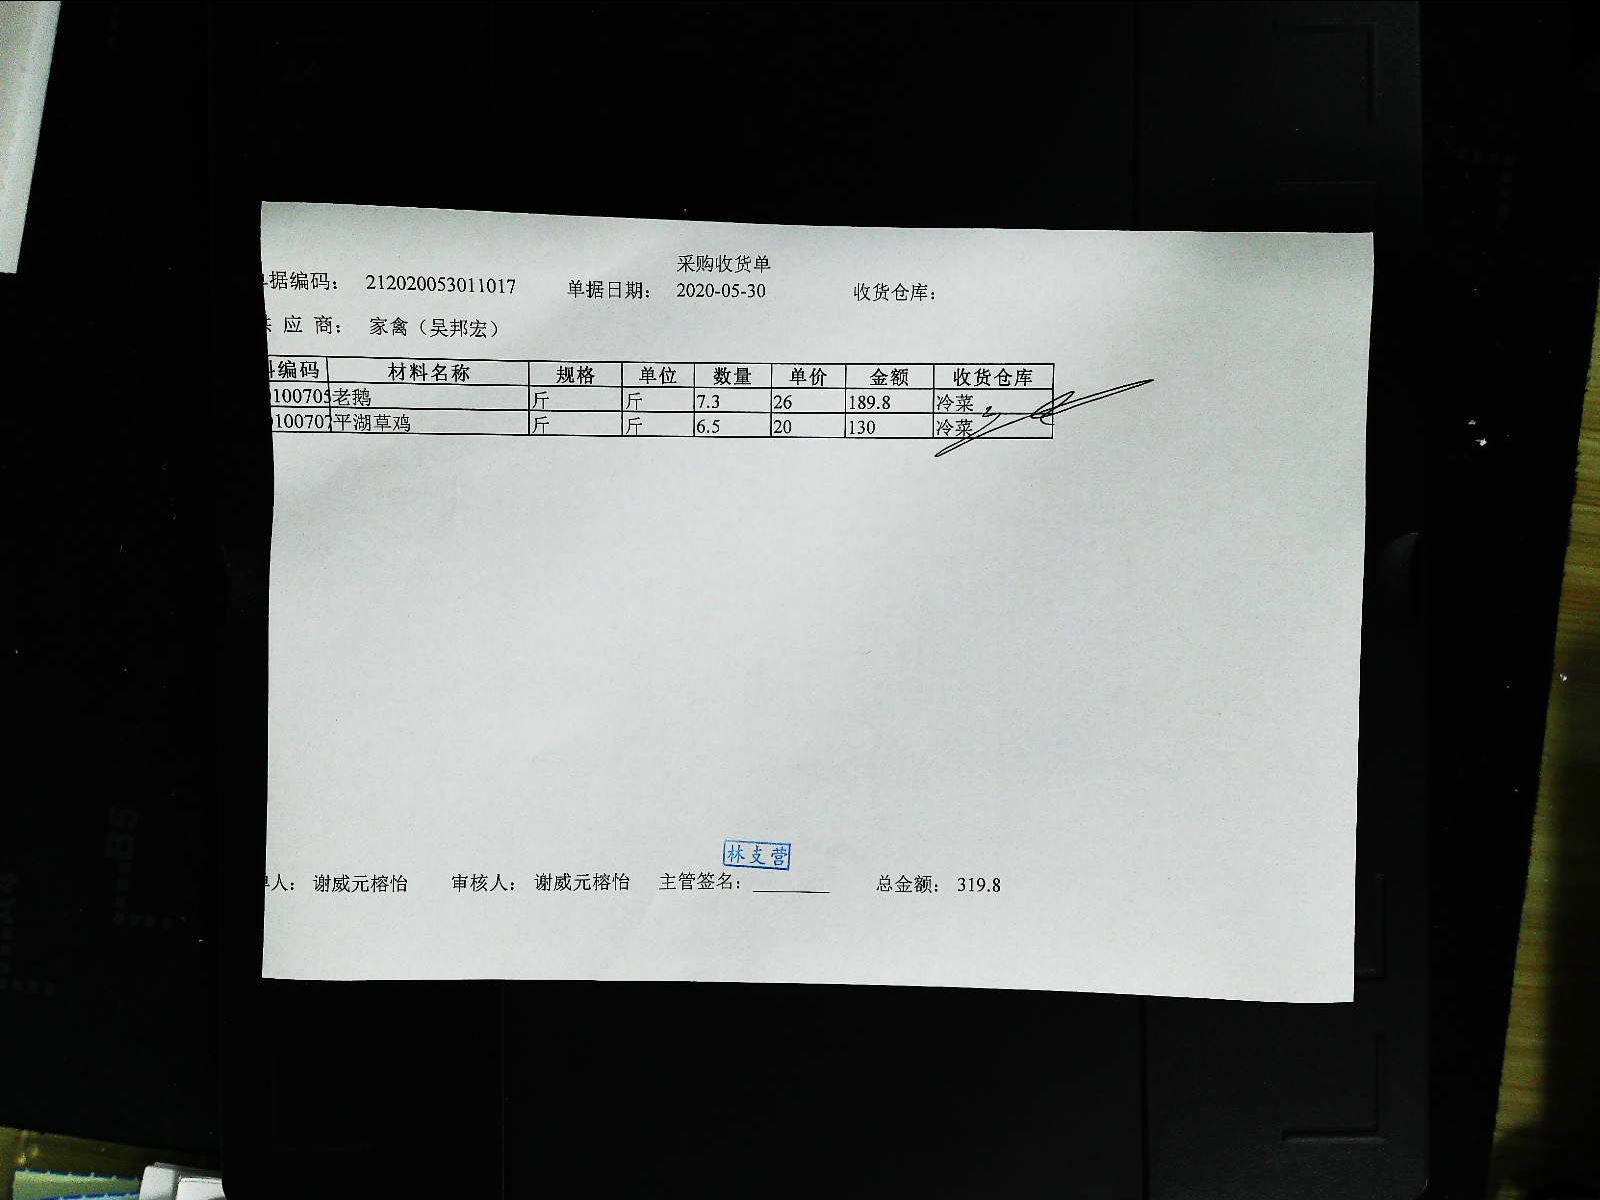 采购收货单
据编码： 212020053011017 单据日期： 2020-05-30 收货仓库：
应 商： 家禽（吴邦宏）
编码 材料名称 规格 单位 数量 单价 金额 收货仓库
0100705 老鹅 斤 斤 7.3 26 189.8 冷菜
0100707 平湖草鸡 斤 斤 6.5 20 130 冷菜
林支营
人： 谢威元榕怡 审核人： 谢威元榕怡 主管签名： 总金额： 319.8
B5
A4